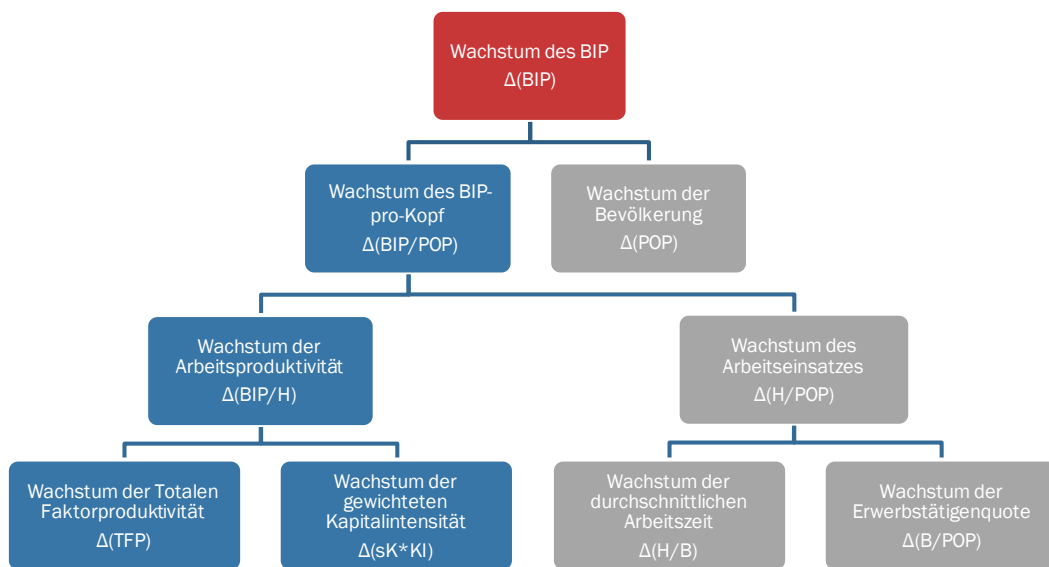 Wachstum des BIP
Δ(BIP)
Wachstum des BIP-
pro-Kopf
Δ(BIP/POP)
Wachstum der
Bevölkerung
Δ(POP)
Wachstum der
Arbeitsproduktivität
Δ(BIP/H)
Wachstum des
Arbeitseinsatzes
Δ(H/POP)
Wachstum der Totalen
Faktorproduktivität
Δ(TFP)
Wachstum der
gewichteten
Kapitalintensität
Δ(sK*KI)
Wachstum der
durchschnittlichen
Arbeitszeit
Δ(H/B)
Wachstum der
Erwerbstätigenquote
Δ(B/POP)